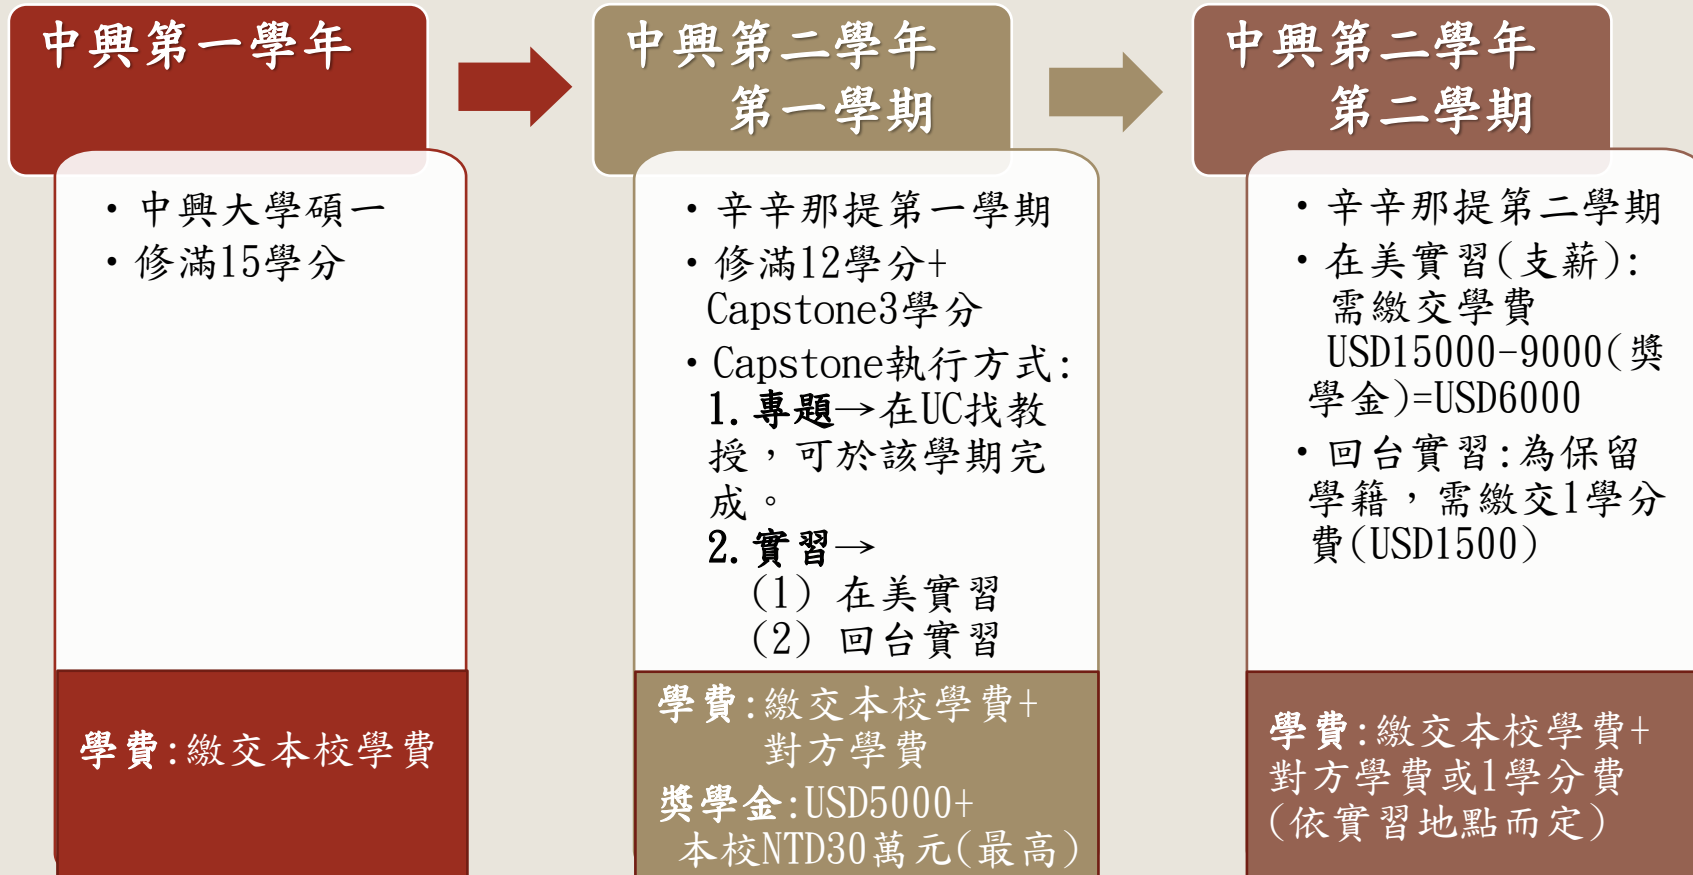 中興第一學年
・中興大學碩一
・修滿15學分
學費:繳交本校學費
中興第二學年
第一學期
・辛辛那提第一學期
・修滿12學分+
Capstone3學分
・Capstone執行方式:
1.專題→在UC找教
授，可於該學期完
成。
2.實習→
(1) 在美實習
(2) 回台實習
學費:繳交本校學費+
對方學費
獎學金:USD5000+
本校NTD30萬元(最高)
中興第二學年
第二學期
・辛辛那提第二學期
・在美實習(支薪):
需繳交學費
USD15000-9000(獎
學金)=USD6000
・回台實習:為保留
學籍，需繳交1學分
費(USD1500)
學費:繳交本校學費+
對方學費或1學分費
(依實習地點而定)